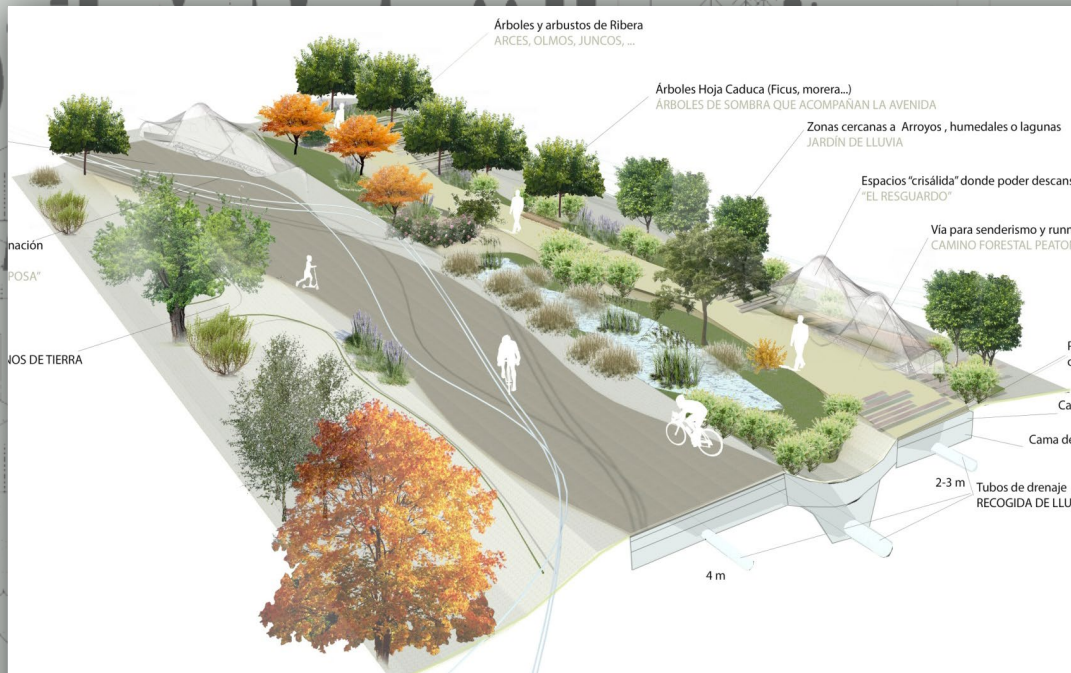 Árboles y arbustos de Ribera
ARCES, OLMOS, JUNCOS, ...
Árboles Hoja Caduca (Ficus, morera...)
ÁRBOLES DE SOMBRA QUE ACOMPAÑAN LA AVENIDA
Zonas cercanas a Arroyos , humedales o lagunas
JARDÍN DE LLUVIA
Espacios "crisálida" donde poder descans
"EL RESGUARDO"
Vía para senderismo y runn
CAMINO FORESTAL PEATON
nación
POSA"
NOS DE TIERRA
Ca
Cama de
2-3 m
Tubos de drenaje
RECOGIDA DE LLU
4 m